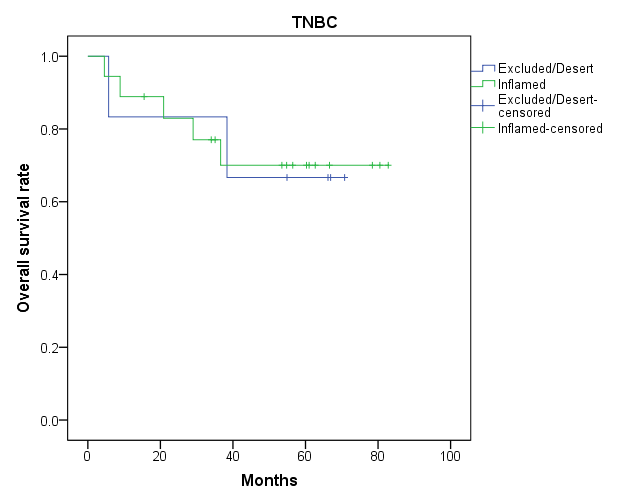 TNBC
1.0
0.8
0.6
0.4
0.2
0.0
Overall survival rate
0 20 40 60 80 100
Months
Excluded/Desert
Inflamed
Excluded/Desert-
censored
Inflamed-censored